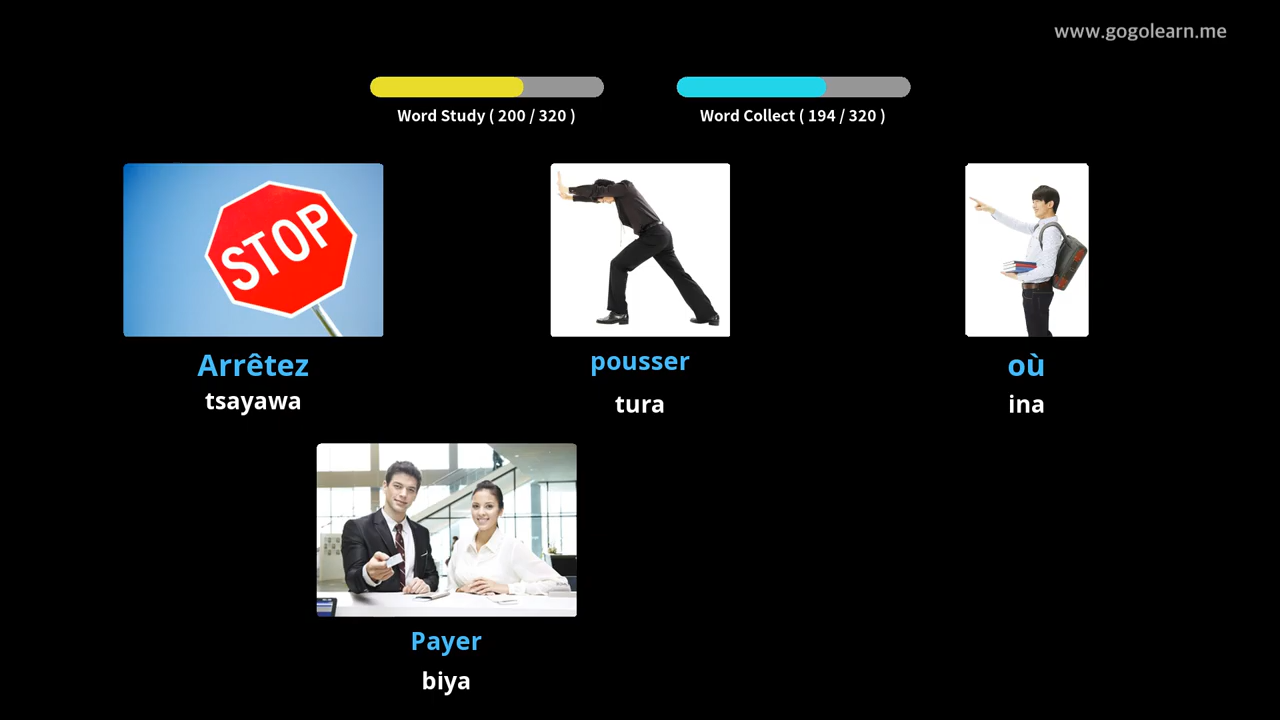 www.gogolearn.me
Word Study ( 200 / 320 )
Word Collect ( 194 / 320 )
STOP
Arrêtez
tsayawa
pousser
tura
où
ina
Payer
biya